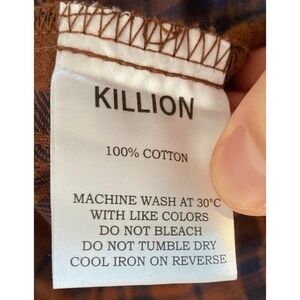 KILLION
100% COTTON
MACHINE WASH AT 30°C
WITH LIKE COLORS
DO NOT BLEACH
DO NOT TUMBLE DRY
COOL IRON ON REVERSE